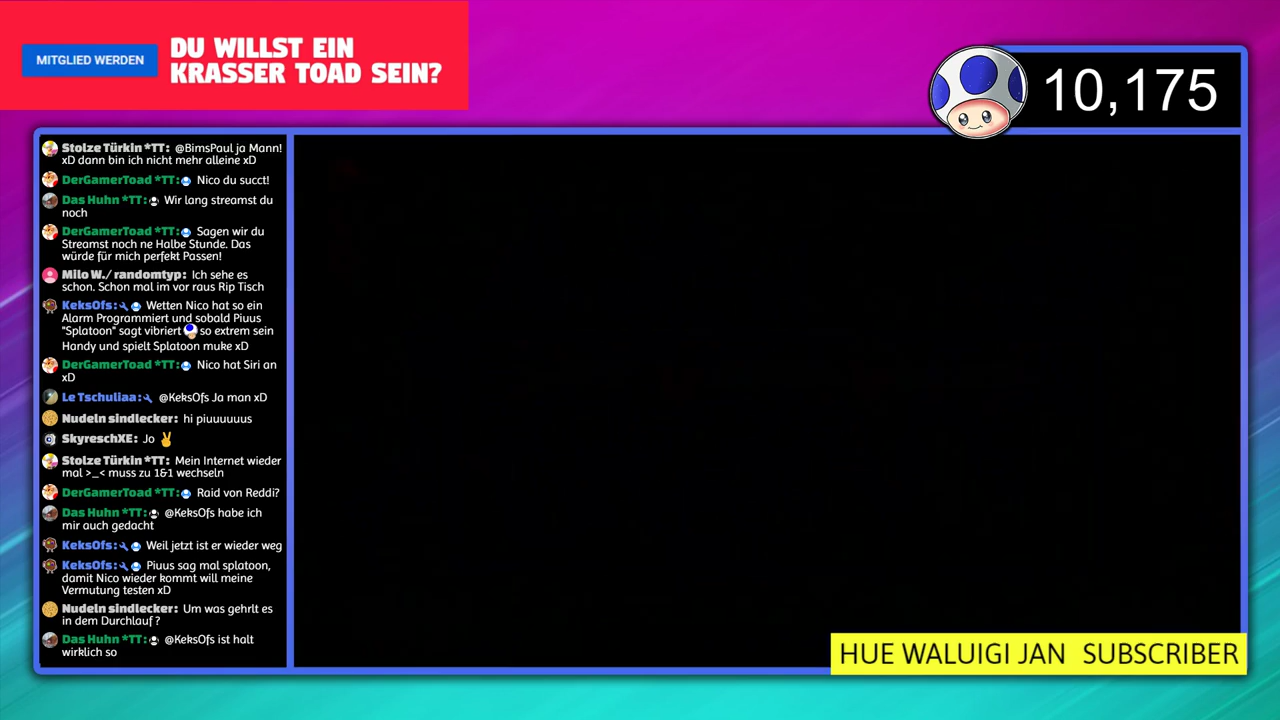 MITGLIED WERDEN
DU WILLST EIN
KRASSER TOAD SEIN?
10,175
Stolze Türkin *TT: @BimsPaul ja Mann!
xD dann bin ich nicht mehr alleine xD
DerGamerToad *TT: Nico du succt!
Das Huhn *TT: Wir lang streamst du
noch
DerGamerToad *TT: Sagen wir du
Streamst noch ne Halbe Stunde. Das
würde für mich perfekt Passen!
Milo W./ randomtyp: Ich sehe es
schon. Schon mal im vor raus Rip Tisch
KeksOfs: Wetten Nico hat so ein
Alarm Programmiert und sobald Piuus
"Splatoon" sagt vibriert so extrem sein
Handy und spielt Splatoon muke xD
DerGamerToad *TT: Nico hat Siri an
xD
Le Tschuliaa: @KeksOfs Ja man xD
Nudeln sindlecker: hi piuuuuuus
SkyreschXE: Jo ✌
Stolze Türkin *TT: Mein Internet wieder
mal >_< muss zu 1&1 wechseln
DerGamerToad *TT: Raid von Reddi?
Das Huhn *TT: @KeksOfs habe ich
mir auch gedacht
KeksOfs: Weil jetzt ist er wieder weg
KeksOfs: Piuus sag mal splatoon,
damit Nico wieder kommt will meine
Vermutung testen xD
Nudeln sindlecker: Um was gehrlt es
in dem Durchlauf ?
Das Huhn *TT: @KeksOfs ist halt
wirklich so
HUE WALUIGI JAN SUBSCRIBER